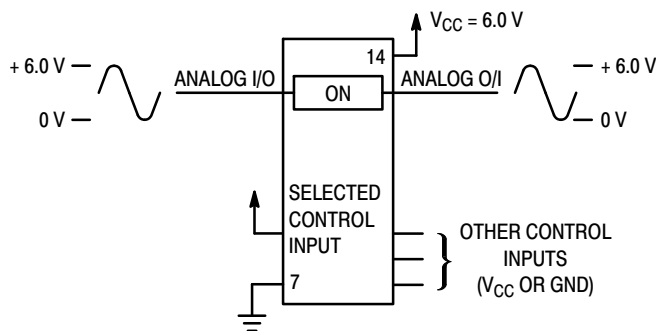 V_CC = 6.0 V
14
+ 6.0 V
ANALOG I/O
ON
ANALOG O/I
+ 6.0 V
0 V
0 V
SELECTED
CONTROL
INPUT
OTHER CONTROL
INPUTS
(V_CC OR GND)
7